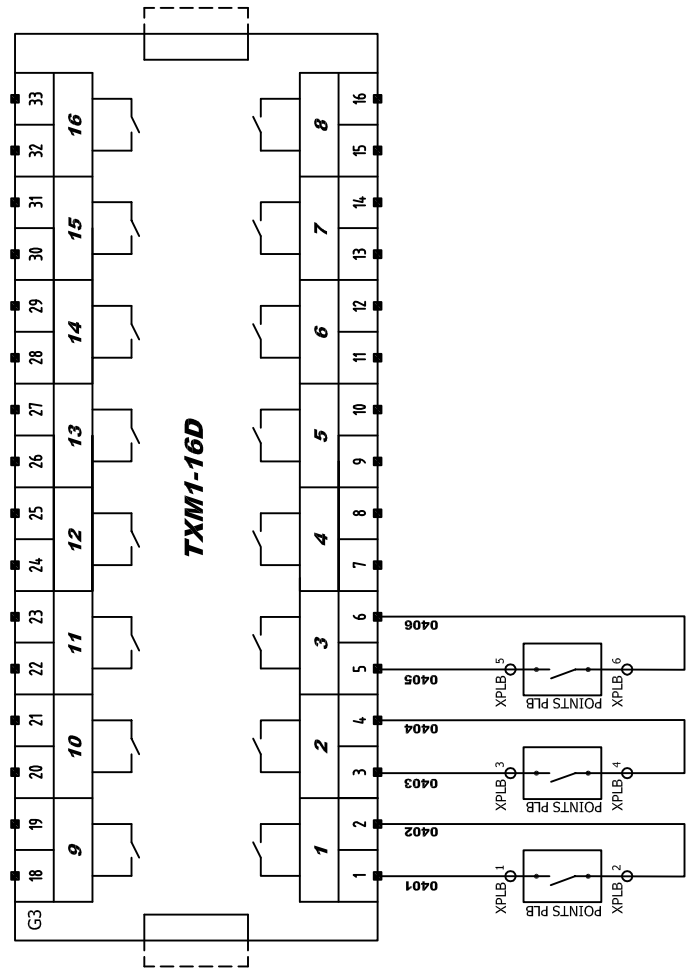 33 16 8 16
32 15
31 15 7 14
30 13
29 14 6 12
28 11
27 13 5 10
26 9
TXM1-16D
25 12 4 8
24 7
23 11 3 6
0406
22 5
0405
XPLB 5
POINTS PLB
XPLB 6
21 10 2 4
0404
20 3
0403
XPLB 3
POINTS PLB
XPLB 4
19 9 1 2
0402
18 1
0401
XPLB 1
POINTS PLB
XPLB 2
G3